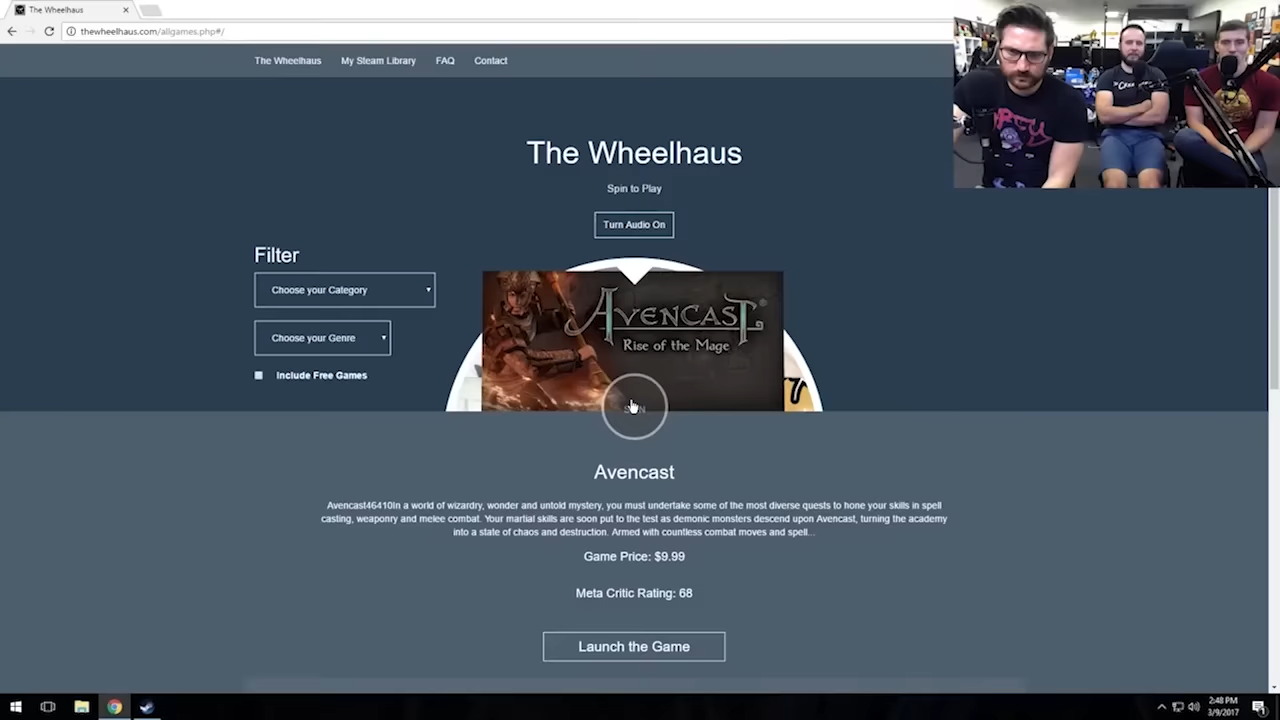 The Wheelhaus
thewheelhaus.com/allgames.php#/
The Wheelhaus
My Steam Library
FAQ
Contact
The Wheelhaus
Spin to Play
Turn Audio On
Filter
Choose your Category
Choose your Genre
Include Free Games
AVENCAST
Rise of the Mage
Avencast
Avencast46410In a world of wizardry, wonder and untold mystery, you must undertake some of the most diverse quests to hone your skills in spell
casting, weaponry and melee combat. Your martial skills are soon put to the test as demonic monsters descend upon Avencast, turning the academy
into a state of chaos and destruction. Armed with countless combat moves and spell...
Game Price: $9.99
Meta Critic Rating: 68
Launch the Game
2:48 PM
3/9/2017